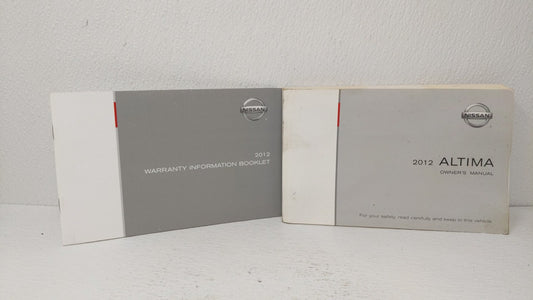 NISSAN
2012
WARRANTY INFORMATION BOOKLET
NISSAN
2012 ALTIMA
OWNER'S MANUAL
For your safety, read carefully and keep in this vehicle.